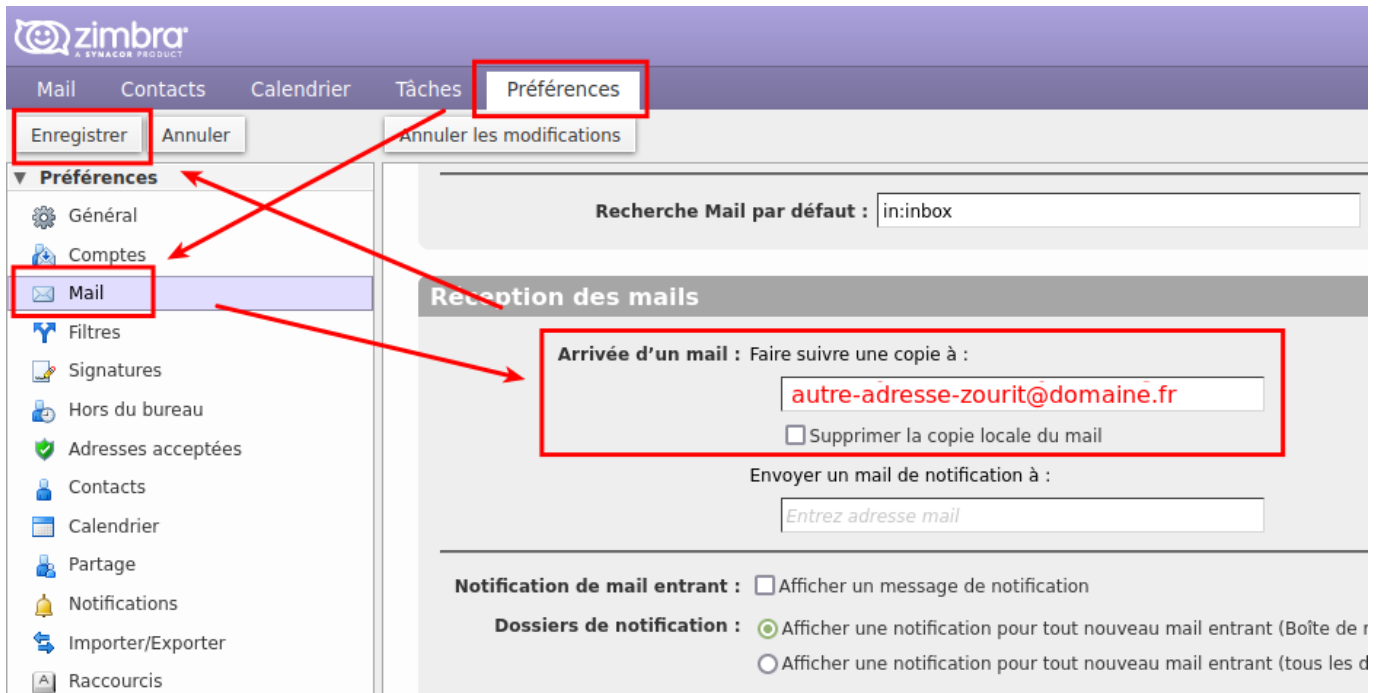 zimbra
A SYNACOR PRODUCT
Mail Contacts Calendrier Tâches Préférences
Enregistrer Annuler Annuler les modifications
Préférences
Général
Comptes
Mail
Filtres
Signatures
Hors du bureau
Adresses acceptées
Contacts
Calendrier
Partage
Notifications
Importer/Exporter
Raccourcis
Recherche Mail par défaut : in:inbox
Réception des mails
Arrivée d'un mail : Faire suivre une copie à :
autre-adresse-zourit@domaine.fr
Supprimer la copie locale du mail
Envoyer un mail de notification à :
Entrez adresse mail
Notification de mail entrant : Afficher un message de notification
Dossiers de notification : Afficher une notification pour tout nouveau mail entrant (Boîte de
Afficher une notification pour tout nouveau mail entrant (tous les